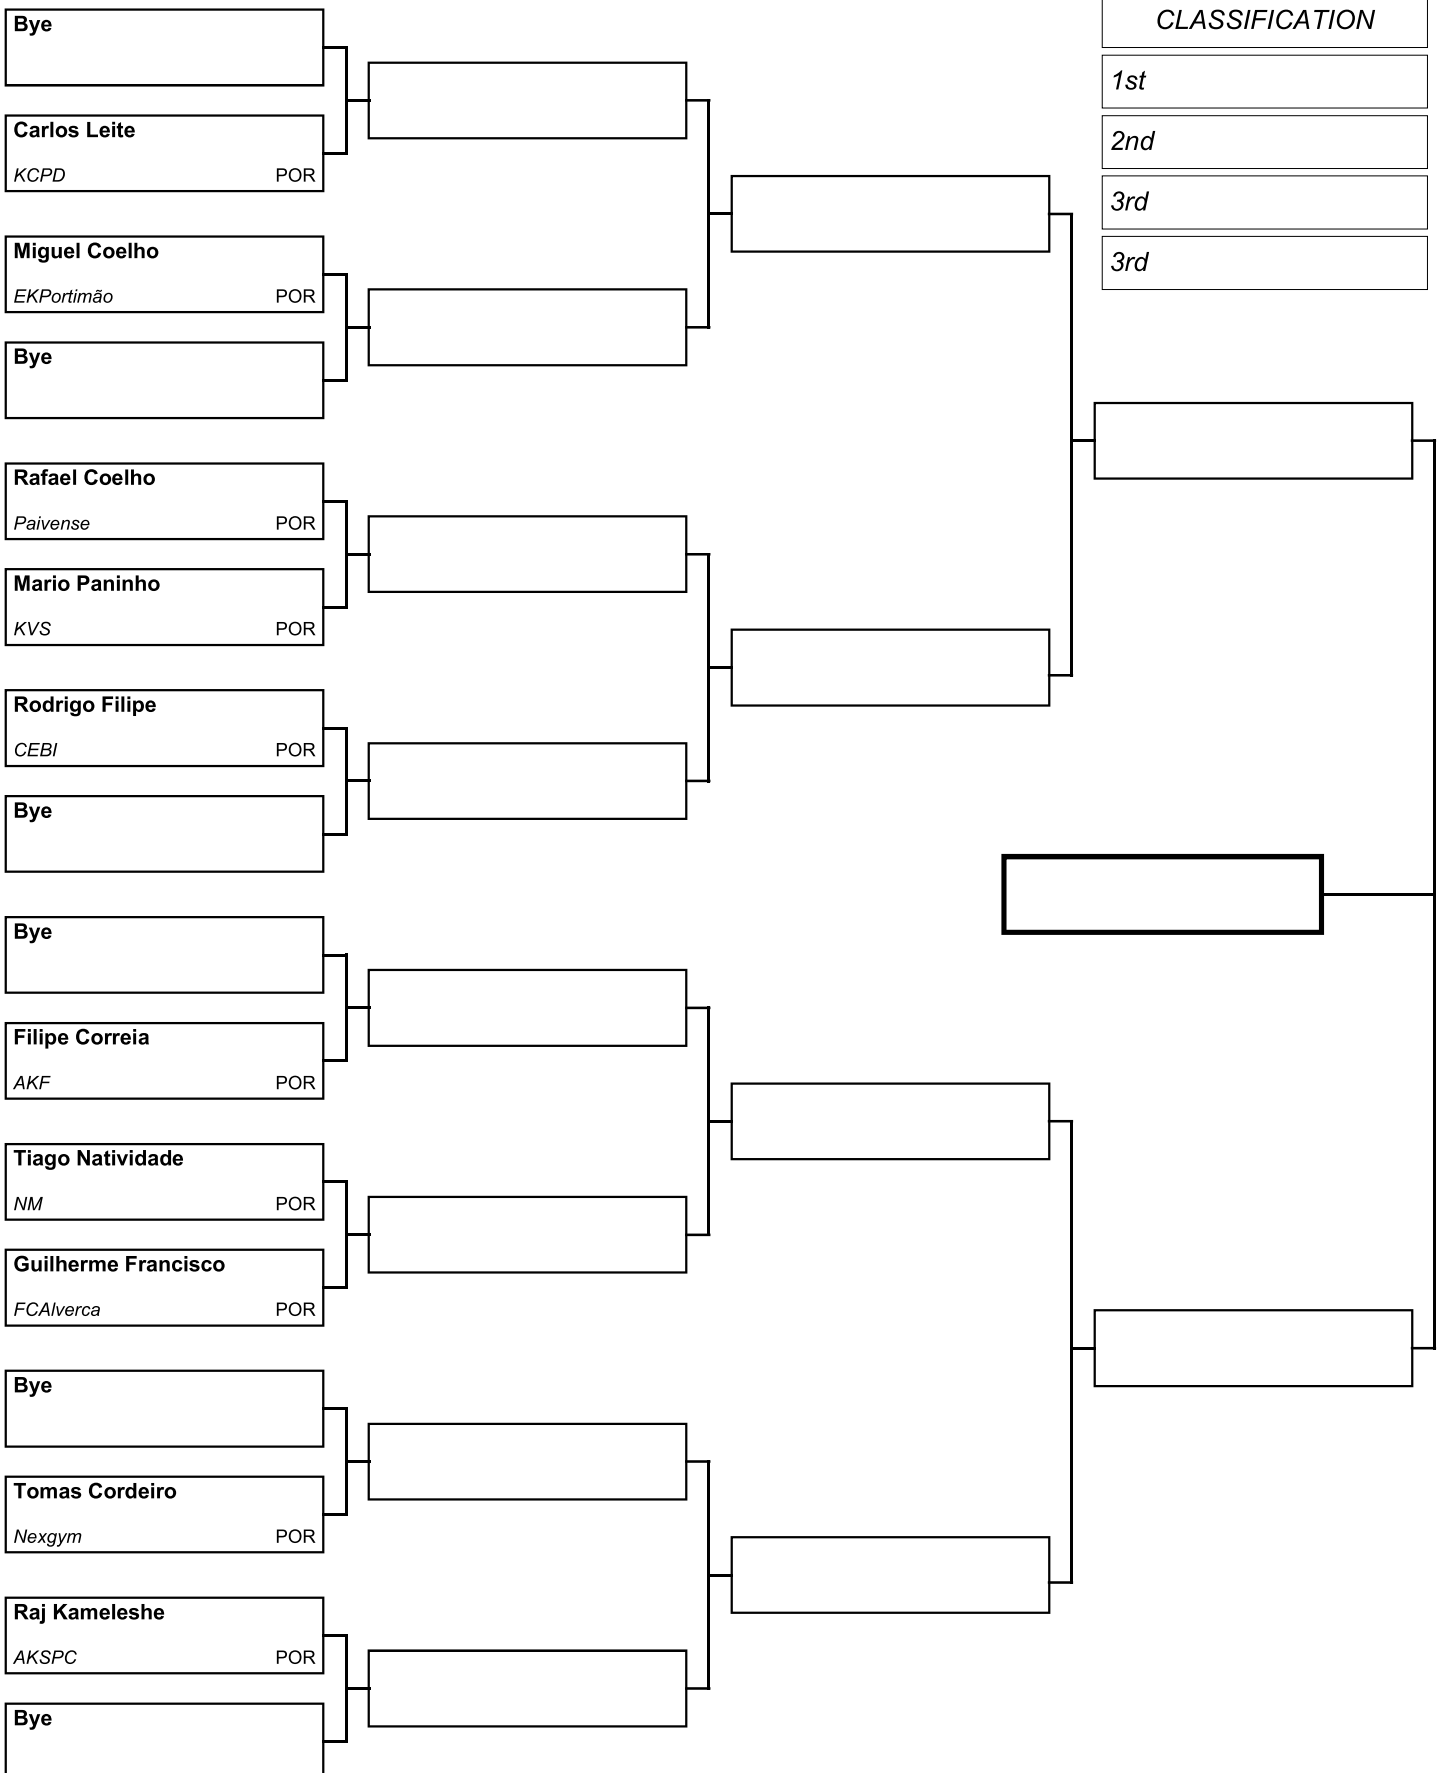 Bye
Carlos Leite
KCPD POR
Miguel Coelho
EKPortimão POR
Bye
Rafael Coelho
Paivense POR
Mario Paninho
KVS POR
Rodrigo Filipe
CEBI POR
Bye
Bye
Filipe Correia
AKF POR
Tiago Natividade
NM POR
Guilherme Francisco
FCAlverca POR
Bye
Tomas Cordeiro
Nexgym POR
Raj Kameleshe
AKSPC POR
Bye
CLASSIFICATION
1st
2nd
3rd
3rd